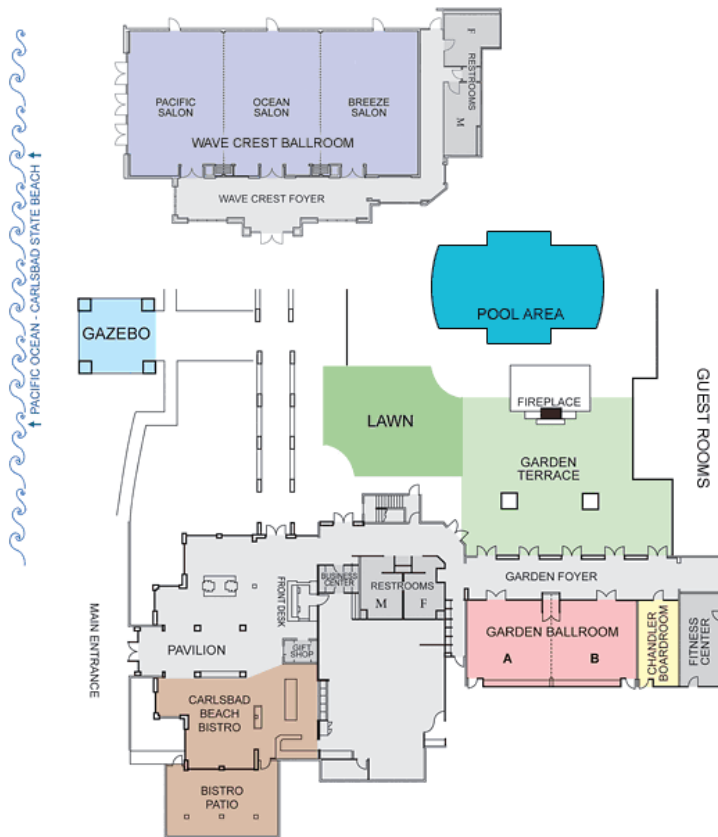 F
RESTROOMS
M
PACIFIC
SALON
OCEAN
SALON
BREEZE
SALON
WAVE CREST BALLROOM
WAVE CREST FOYER
PACIFIC OCEAN - CARLSBAD STATE BEACH
GAZEBO
POOL AREA
GUEST ROOMS
FIREPLACE
LAWN
GARDEN
TERRACE
BUSINESS
CENTER
RESTROOMS
M
F
GARDEN FOYER
FRONT DESK
MAIN ENTRANCE
PAVILION
GIFT
SHOP
GARDEN BALLROOM
A
B
CHANDLER
BOARDROOM
FITNESS
CENTER
CARLSBAD
BEACH
BISTRO
BISTRO
PATIO